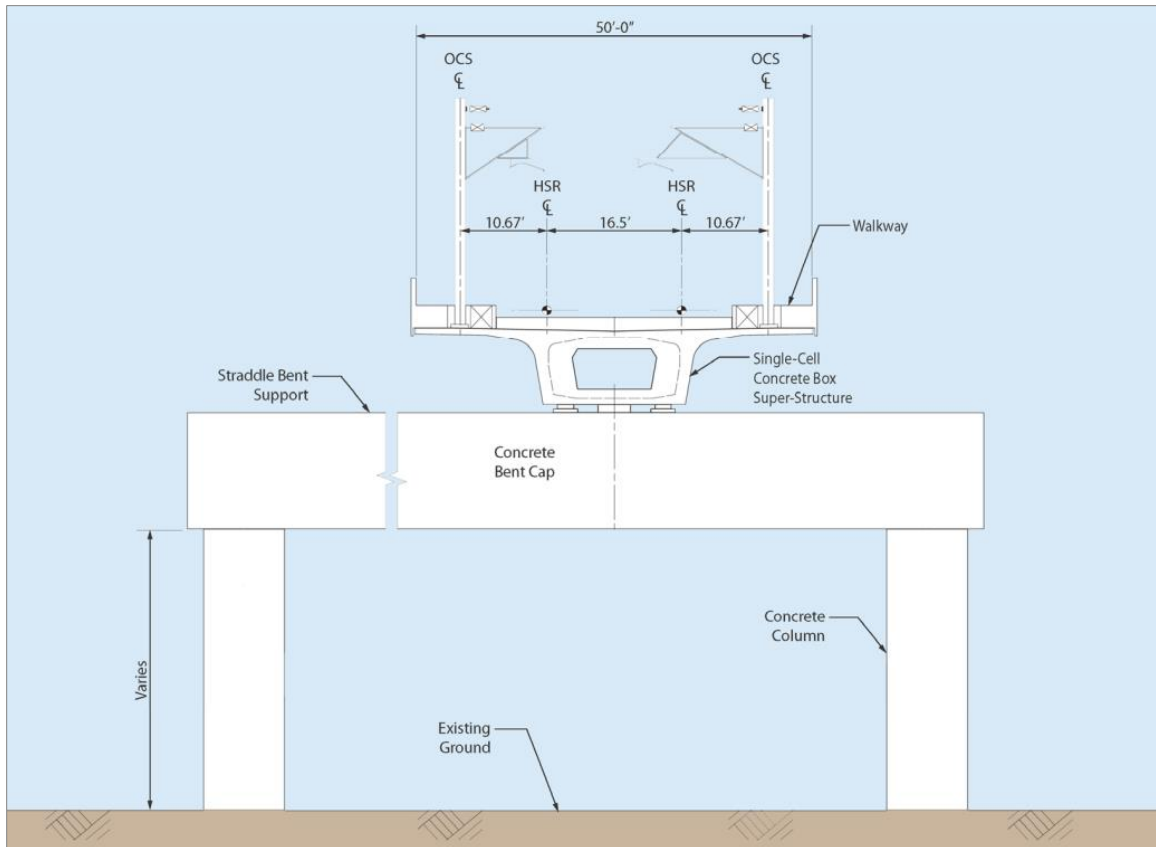 50'-0"
OCS
℄
OCS
℄
HSR
℄
HSR
℄
10.67'
16.5'
10.67'
Walkway
Single-Cell
Concrete Box
Super-Structure
Straddle Bent
Support
Concrete
Bent Cap
Concrete
Column
Varies
Existing
Ground